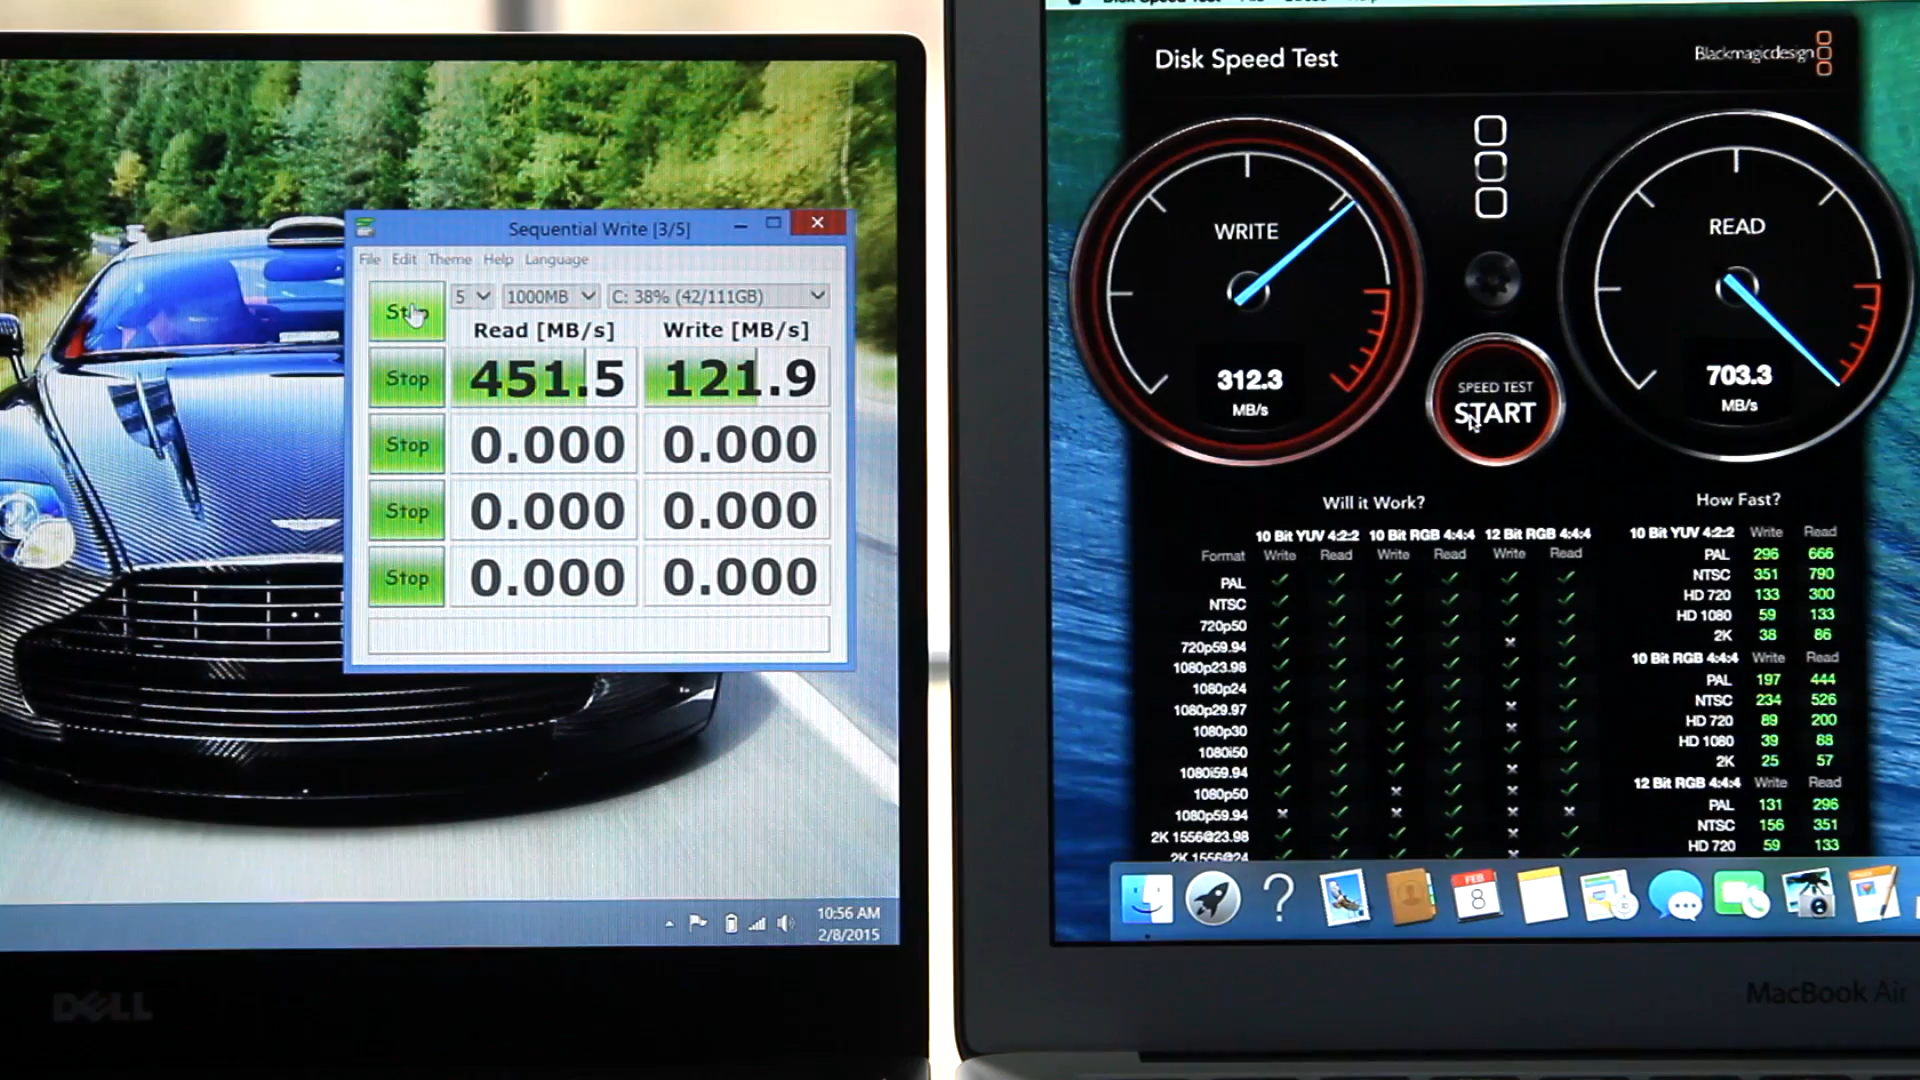 Sequential Write [3/5]
File Edit Theme Help Language
5 1000MB C: 38% (42/111GB)
Read [MB/s] Write [MB/s]
Stop 451.5 121.9
Stop 0.000 0.000
Stop 0.000 0.000
Stop 0.000 0.000
10:56 AM
2/8/2015
DELL
Disk Speed Test
Blackmagicdesign
WRITE
312.3
MB/s
READ
703.3
MB/s
SPEED TEST
START
Will it Work?
10 Bit YUV 4:2:2 10 Bit RGB 4:4:4 12 Bit RGB 4:4:4
Format Write Read Write Read Write Read
PAL
NTSC
720p50
720p59.94
1080p23.98
1080p24
1080p29.97
1080p30
1080i50
1080i59.94
1080p50
1080p59.94
2K 1556@23.98
2K 1556@24
How Fast?
10 Bit YUV 4:2:2 Write Read
PAL 296 666
NTSC 351 790
HD 720 133 300
HD 1080 59 133
2K 38 86
10 Bit RGB 4:4:4 Write Read
PAL 197 444
NTSC 234 526
HD 720 89 200
HD 1080 39 88
2K 25 57
12 Bit RGB 4:4:4 Write Read
PAL 131 296
NTSC 156 351
HD 720 59 133
FEB
8
MacBook Air